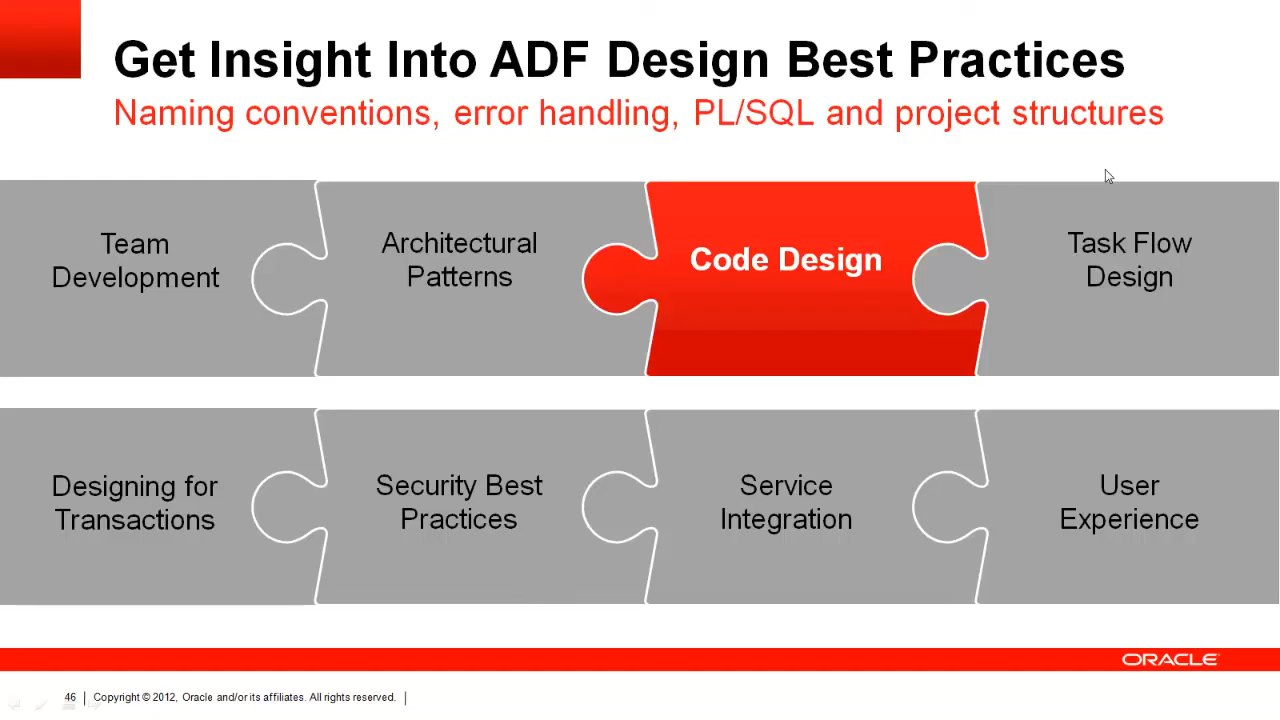 Get Insight Into ADF Design Best Practices
Naming conventions, error handling, PL/SQL and project structures
Team
Development
Architectural
Patterns
Code Design
Task Flow
Design
Designing for
Transactions
Security Best
Practices
Service
Integration
User
Experience
ORACLE
46 | Copyright © 2012, Oracle and/or its affiliates. All rights reserved. |